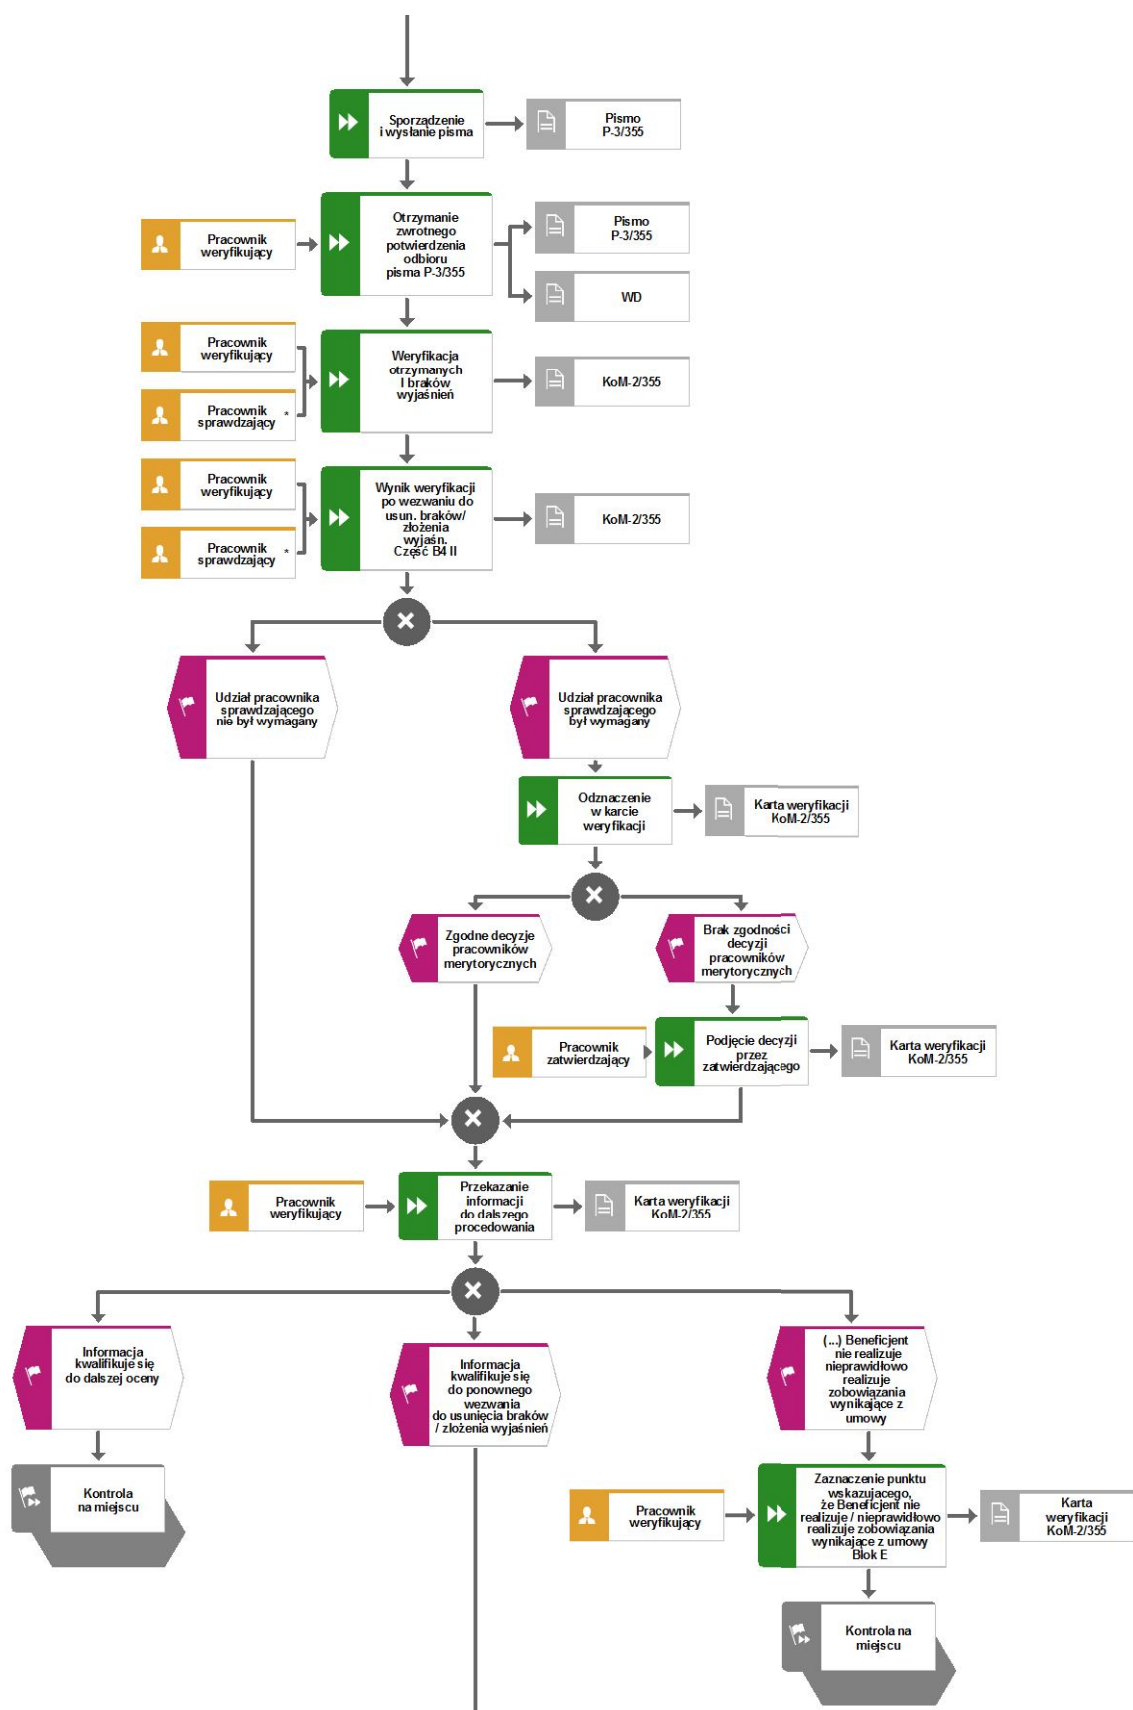 Sporządzenie
i wysłanie pisma
Pismo
P-3/355
Pracownik
weryfikujący
Otrzymanie
zwrotnego
potwierdzenia
odbioru
pisma P-3/355
Pismo
P-3/355
WD
Pracownik
weryfikujący
Pracownik
sprawdzający *
Weryfikacja
otrzymanych
I braków
wyjaśnień
KoM-2/355
Pracownik
weryfikujący
Pracownik
sprawdzający *
Wynik weryfikacji
po wezwaniu do
usun. braków/
złożenia
wyjaśn.
Część B4 II
KoM-2/355
Udział pracownika
sprawdzającego
nie był wymagany
Udział pracownika
sprawdzającego
był wymagany
Odznaczenie
w karcie
weryfikacji
Karta weryfikacji
KoM-2/355
Zgodne decyzje
pracowników
merytorycznych
Brak zgodności
decyzji
pracowników
merytorycznych
Pracownik
zatwierdzający
Podjęcie decyzji
przez
zatwierdzającego
Karta weryfikacji
KoM-2/355
Pracownik
weryfikujący
Przekazanie
informacji
do dalszego
procedowania
Karta weryfikacji
KoM-2/355
Informacja
kwalifikuje się
do dalszej oceny
Informacja
kwalifikuje się
do ponownego
wezwania
do usunięcia braków
/ złożenia wyjaśnień
(...) Beneficjent
nie realizuje
nieprawidłowo
realizuje
zobowiązania
wynikające z
umowy
Kontrola
na miejscu
Pracownik
weryfikujący
Zaznaczenie punktu
wskazujacego,
że Beneficjent nie
realizuje / nieprawidłowo
realizuje zobowiązania
wynikające z umowy
Blok E
Karta
weryfikacji
KoM-2/355
Kontrola na
miejscu